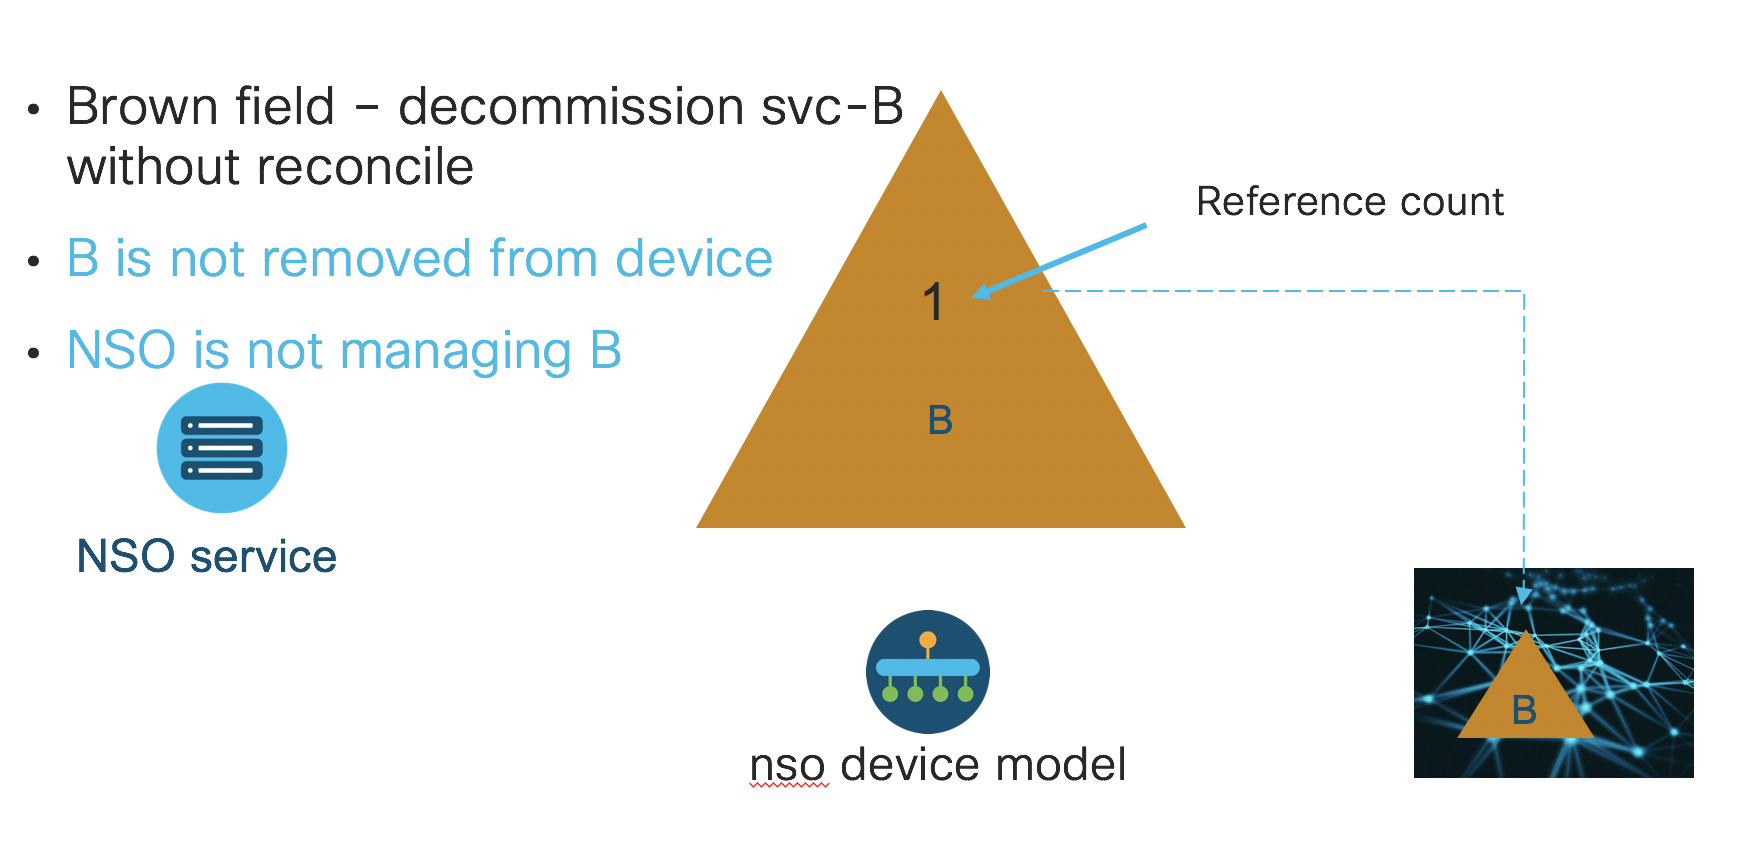 • Brown field – decommission svc-B
without reconcile
• B is not removed from device
• NSO is not managing B
Reference count
1
B
NSO service
nso device model
B